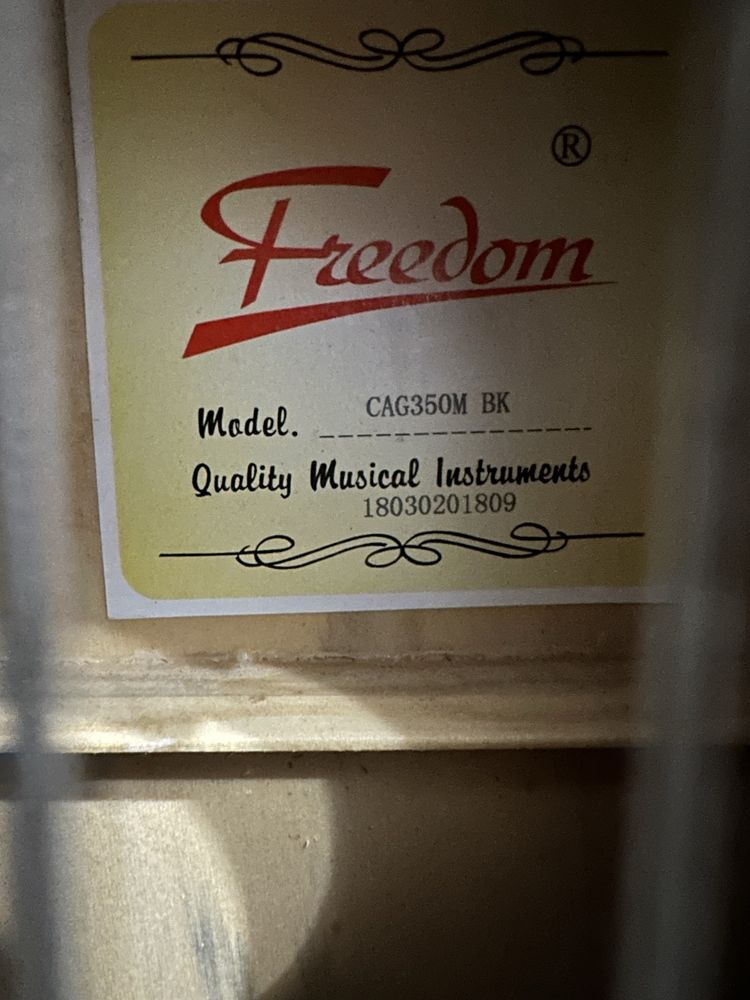 ®
Freedom
Model. CAG350M BK
Quality Musical Instruments
18030201809